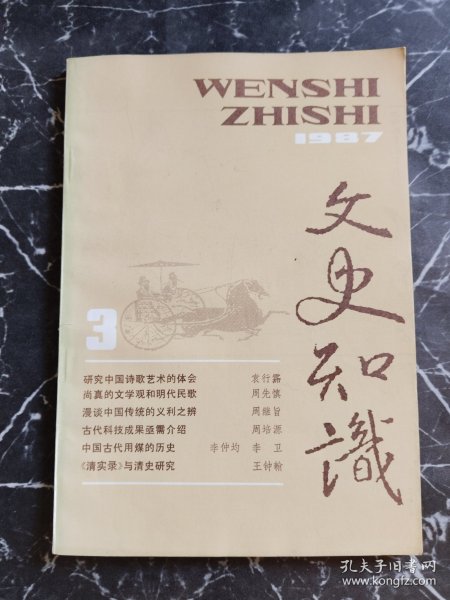 WENSHI
ZHISHI
1987
文史知識
3
研究中国诗歌艺术的体会 袁行霈
尚真的文学观和明代民歌 周先慎
漫谈中国传统的义利之辨 周继旨
古代科技成果亟需介绍 周培源
中国古代用煤的历史 李仲均 李卫
《清实录》与清史研究 王钟翰
孔夫子旧书网
www.kongfz.com